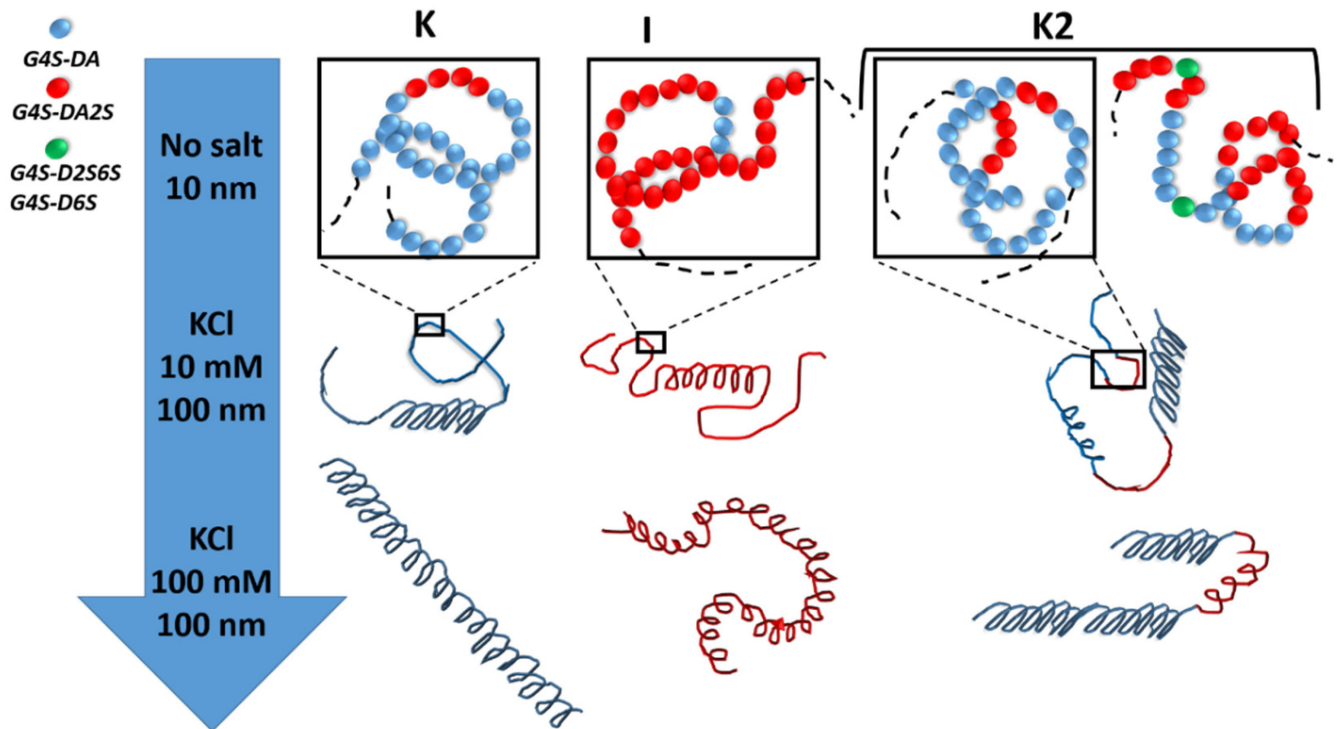 K
I
K2
G4S-DA
G4S-DA2S
G4S-D2S6S
G4S-D6S
No salt
10 nm
KCl
10 mM
100 nm
KCl
100 mM
100 nm